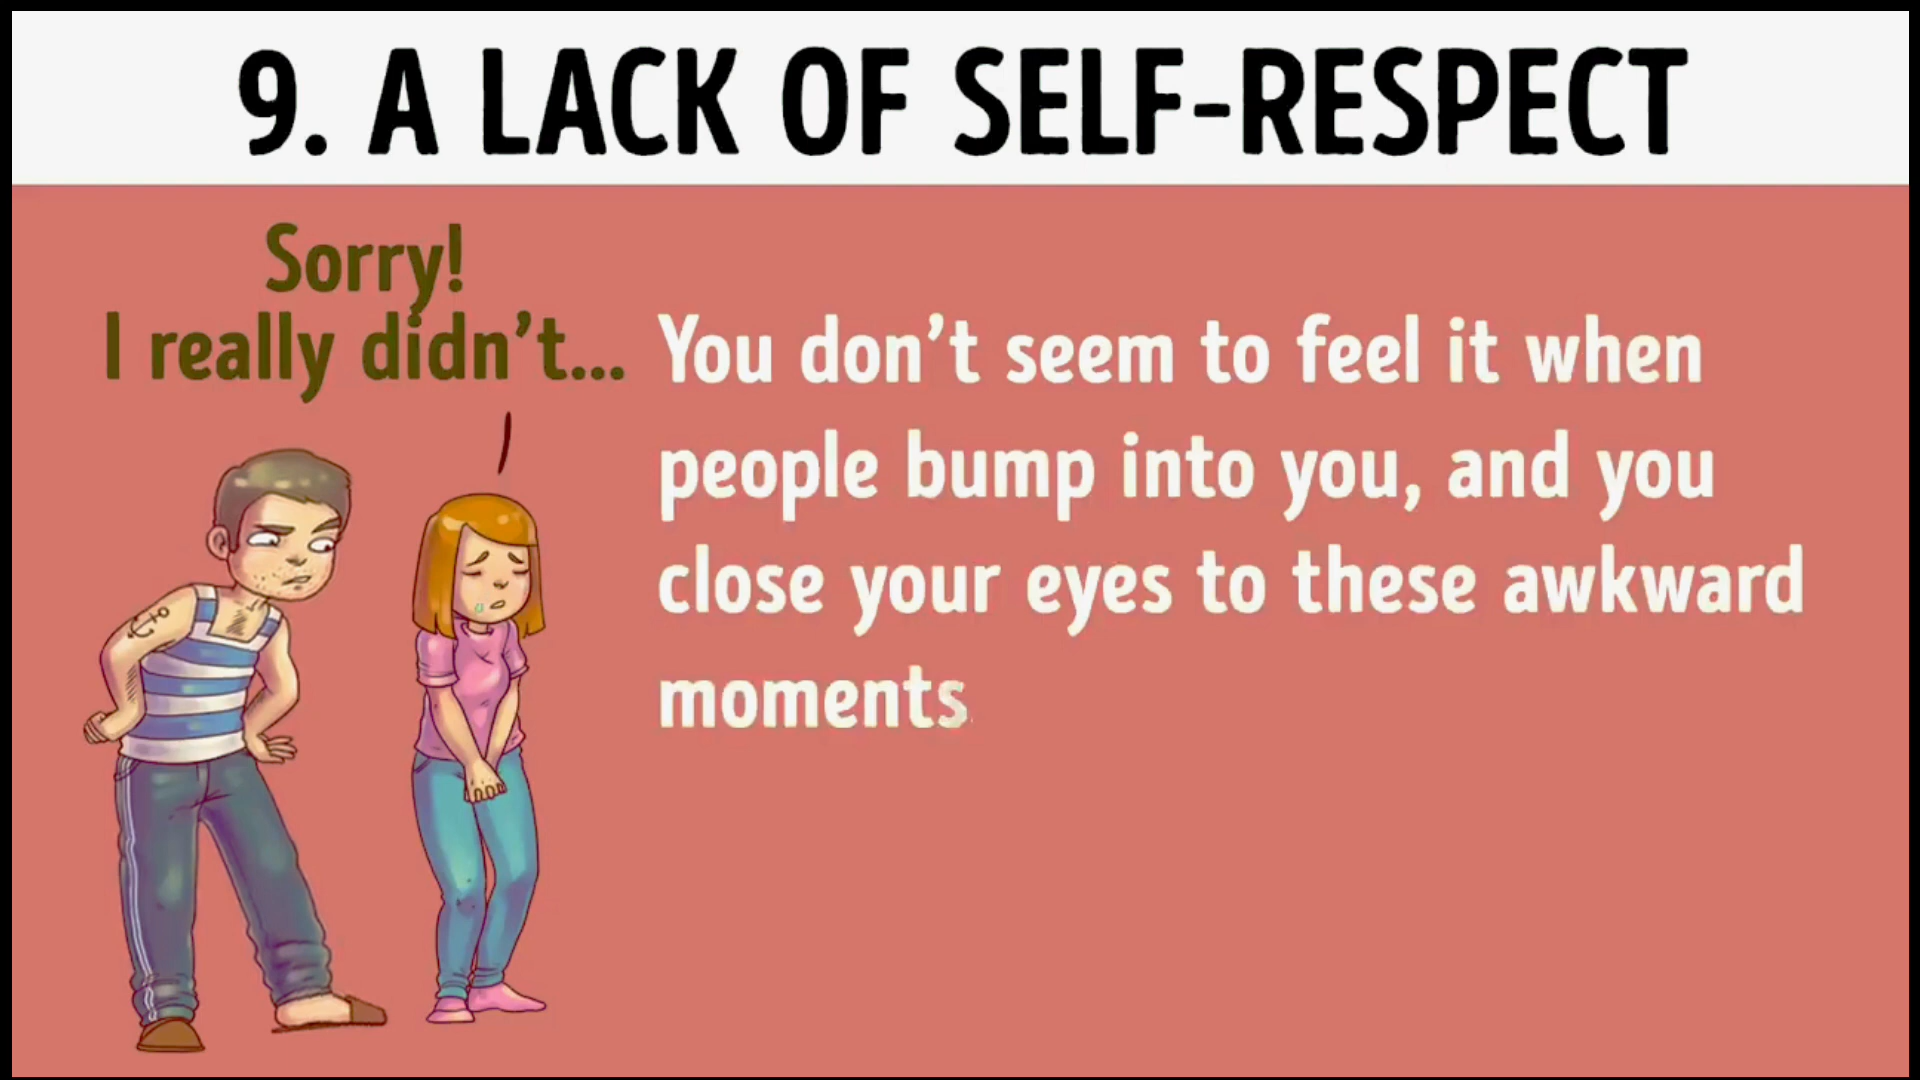 9. A LACK OF SELF-RESPECT
Sorry!
I really didn't...
You don't seem to feel it when
people bump into you, and you
close your eyes to these awkward
moments.